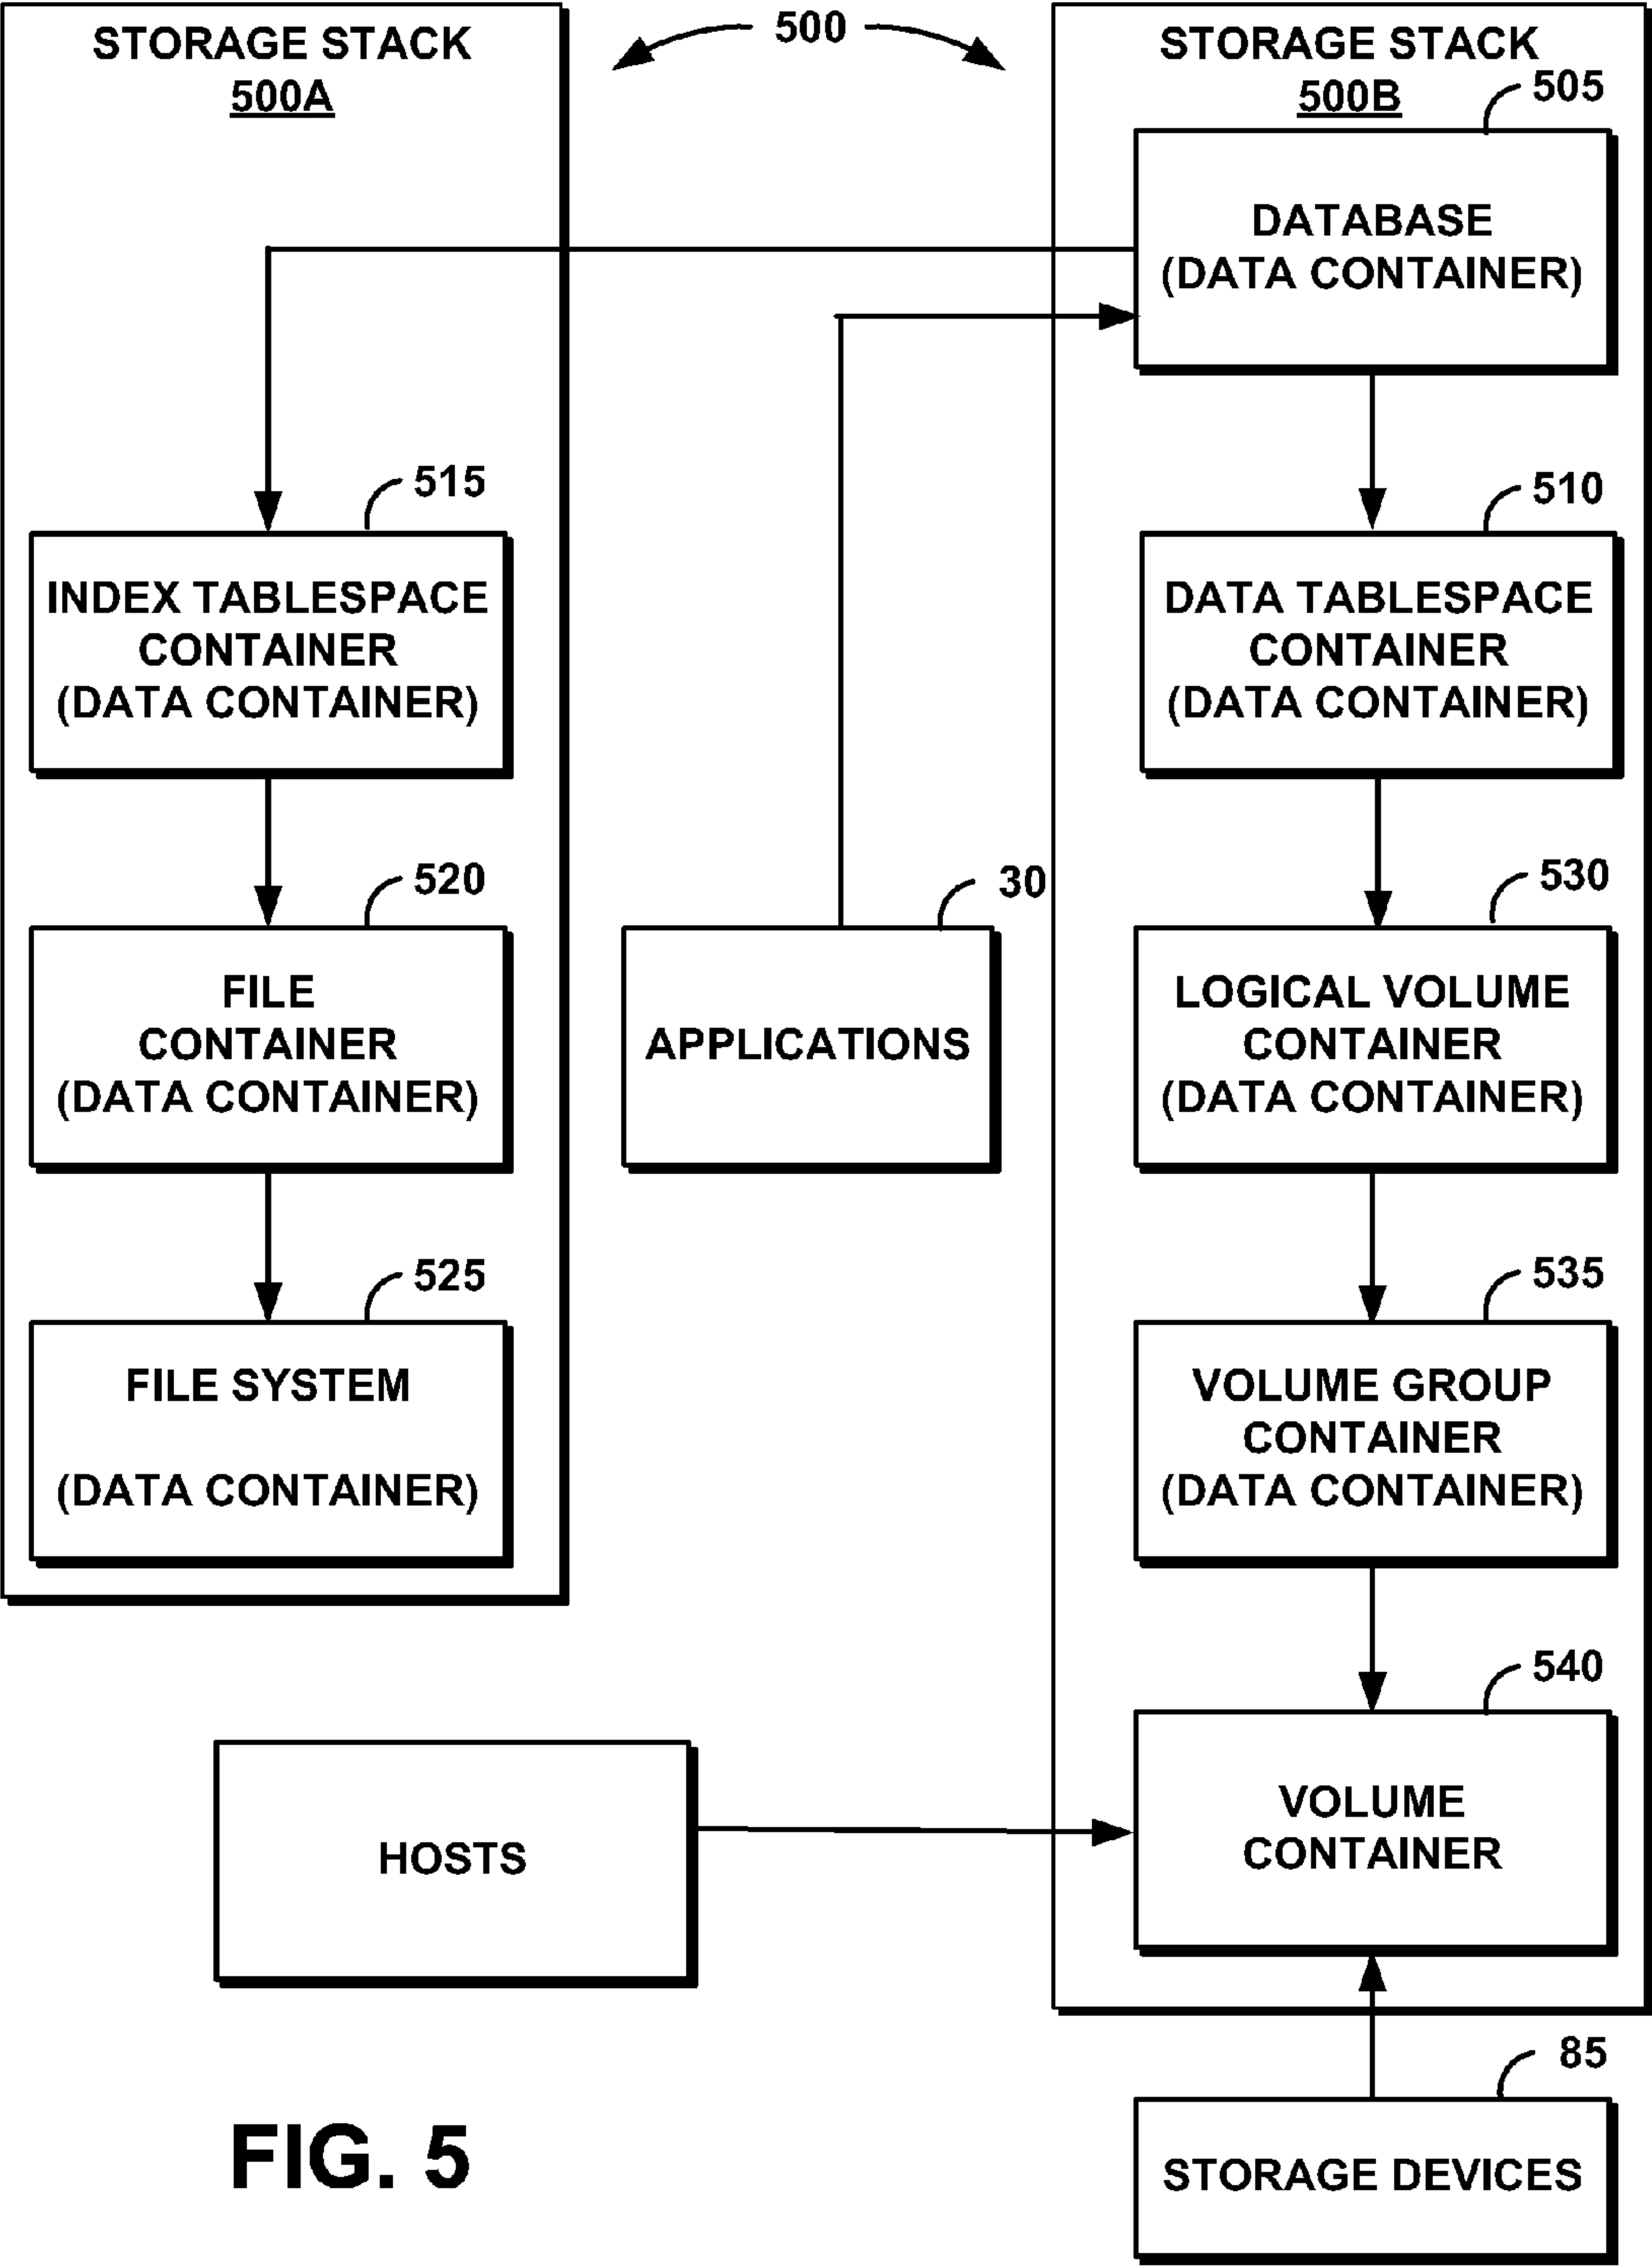 500
STORAGE STACK
500A
STORAGE STACK
500B
505
DATABASE
(DATA CONTAINER)
515
INDEX TABLESPACE
CONTAINER
(DATA CONTAINER)
510
DATA TABLESPACE
CONTAINER
(DATA CONTAINER)
520
FILE
CONTAINER
(DATA CONTAINER)
30
APPLICATIONS
530
LOGICAL VOLUME
CONTAINER
(DATA CONTAINER)
525
FILE SYSTEM
(DATA CONTAINER)
535
VOLUME GROUP
CONTAINER
(DATA CONTAINER)
540
VOLUME
CONTAINER
HOSTS
85
STORAGE DEVICES
FIG. 5